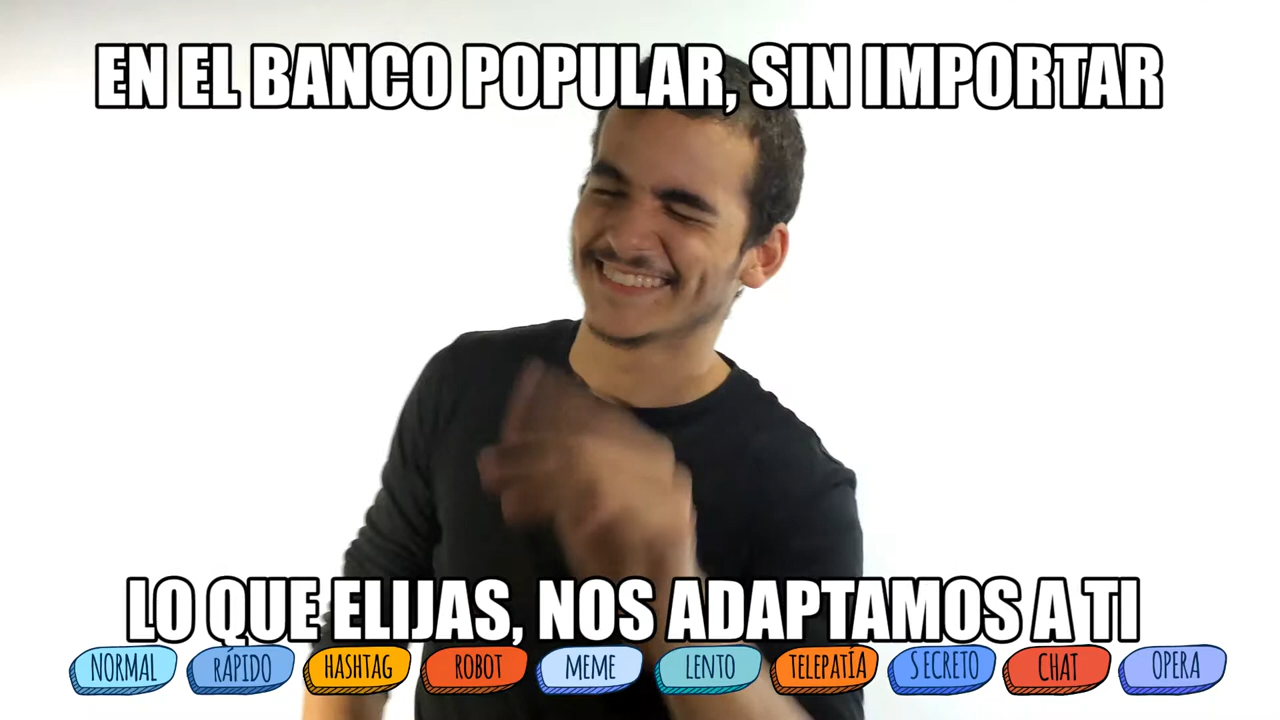 EN EL BANCO POPULAR, SIN IMPORTAR
LO QUE ELIJAS, NOS ADAPTAMOS A TI
NORMAL RÁPIDO HASHTAG ROBOT MEME LENTO TELEPATÍA SECRETO CHAT OPERA